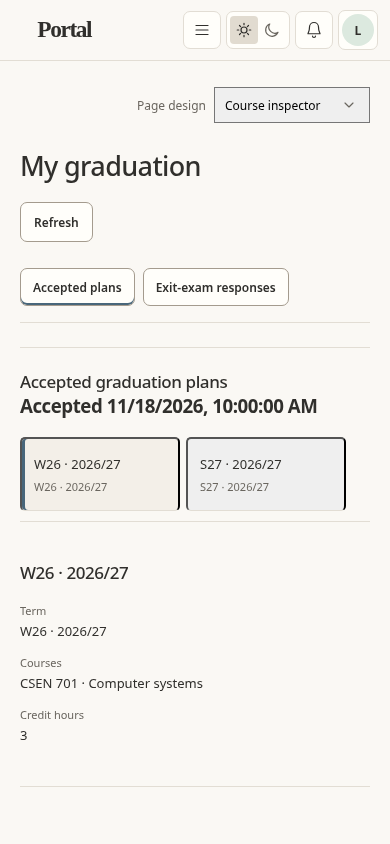 Portal
L
Page design
Course inspector
My graduation
Refresh
Accepted plans
Exit-exam responses
Accepted graduation plans
Accepted 11/18/2026, 10:00:00 AM
W26 · 2026/27
W26 · 2026/27
S27 · 2026/27
S27 · 2026/27
W26 · 2026/27
Term
W26 · 2026/27
Courses
CSEN 701 · Computer systems
Credit hours
3